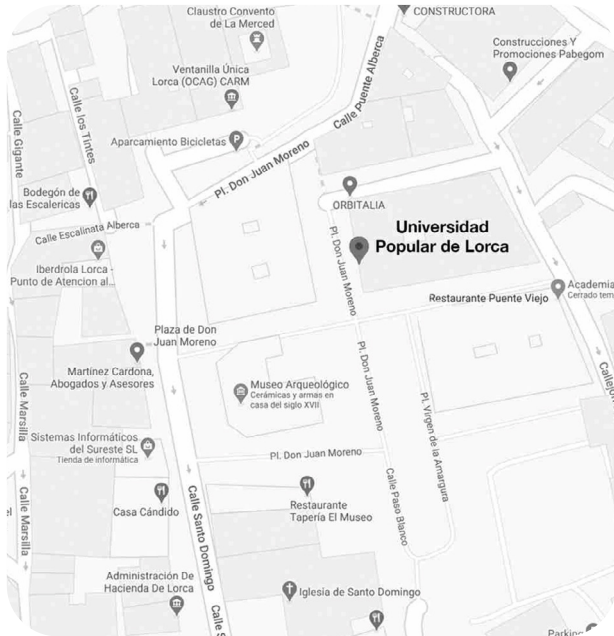 Claustro Convento
de La Merced
CONSTRUCTORA
Construcciones Y
Promociones Pabegom
Ventanilla Única
Lorca (OCAG) CARM
Calle Puente Alberca
Calle los Tintes
Calle Gigante
Aparcamiento Bicicletas
Pl. Don Juan Moreno
Bodegón de
las Escalericas
ORBITALIA
Calle Escalinata Alberca
Universidad
Popular de Lorca
Pl. Don Juan Moreno
Iberdrola Lorca -
Punto de Atencion al...
Academia
Cerrado tem
Restaurante Puente Viejo
Plaza de Don
Juan Moreno
Martínez Cardona,
Abogados y Asesores
Museo Arqueológico
Cerámicas y armas en
casa del siglo XVII
Pl. Don Juan Moreno
Pl. Virgen de la Amargura
Callejón
Calle Marsilla
Sistemas Informáticos
del Sureste SL
Tienda de informática
Pl. Don Juan Moreno
Calle Paso Blanco
Casa Cándido
Calle Santo Domingo
Restaurante
Tapería El Museo
Calle Marsilla
el
Administración De
Hacienda De Lorca
Iglesia de Santo Domingo
Calle S
Parking